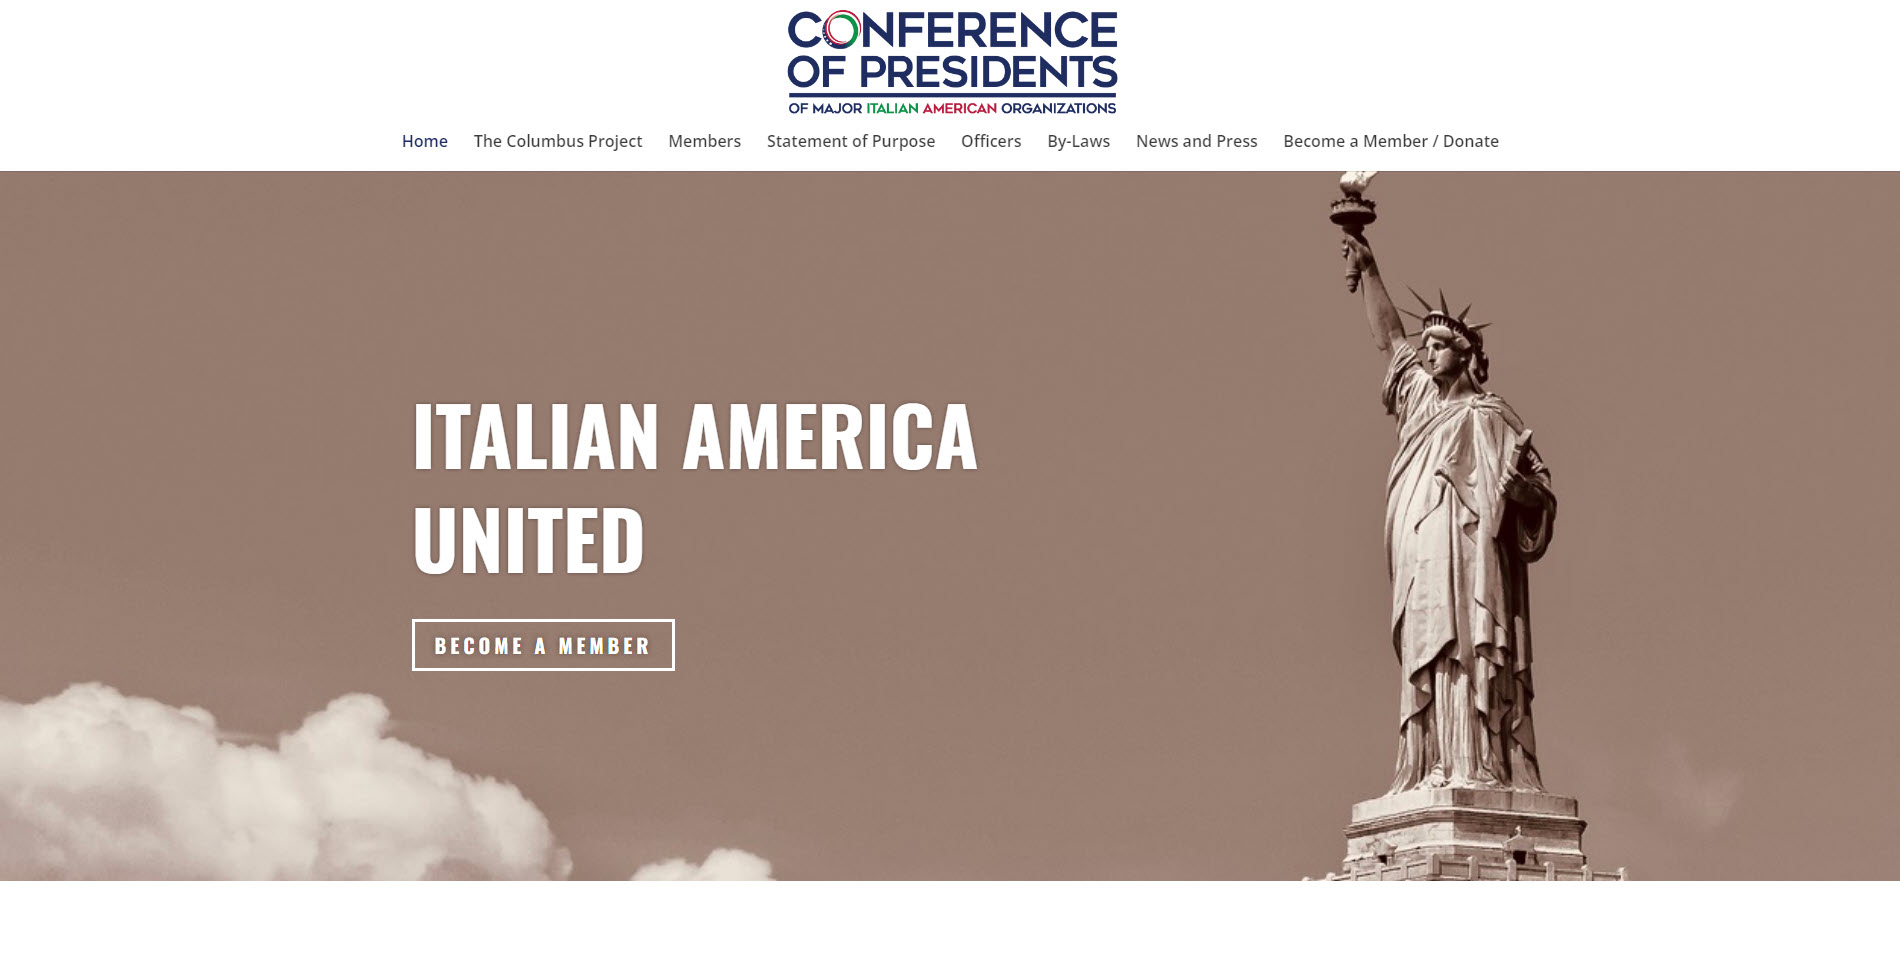 CONFERENCE
OF PRESIDENTS
OF MAJOR ITALIAN AMERICAN ORGANIZATIONS
Home The Columbus Project Members Statement of Purpose Officers By-Laws News and Press Become a Member / Donate
ITALIAN AMERICA
UNITED
BECOME A MEMBER